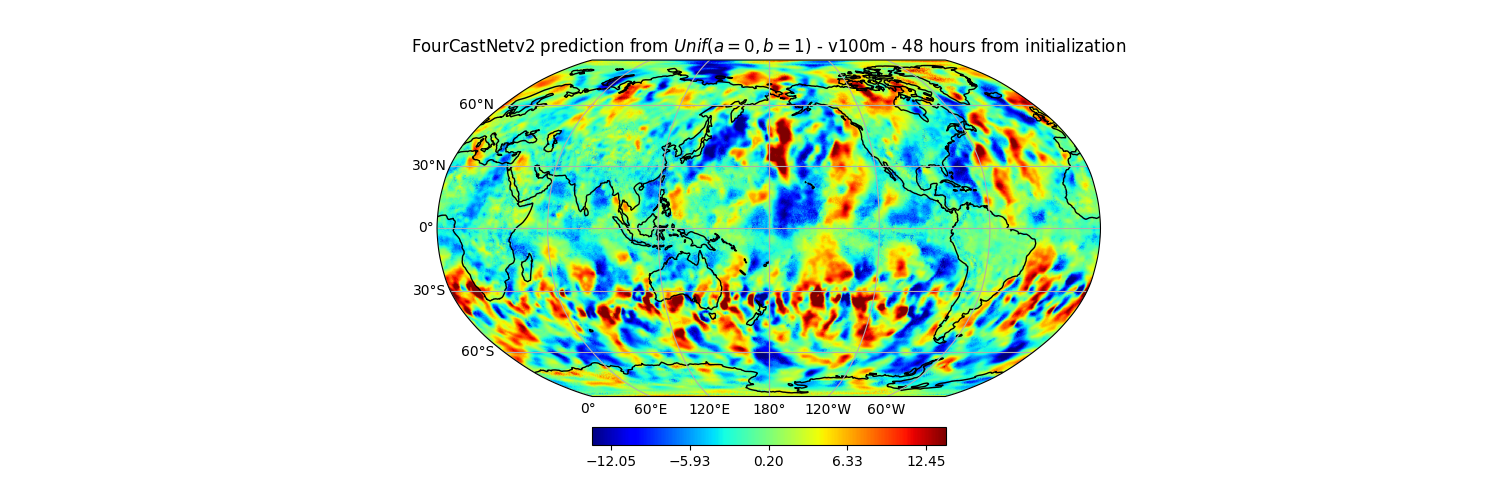 FourCastNetv2 prediction from Unif(a = 0, b = 1) - v100m - 48 hours from initialization
60°N
30°N
0°
30°S
60°S
0° 60°E 120°E 180° 120°W 60°W
−12.05 −5.93 0.20 6.33 12.45